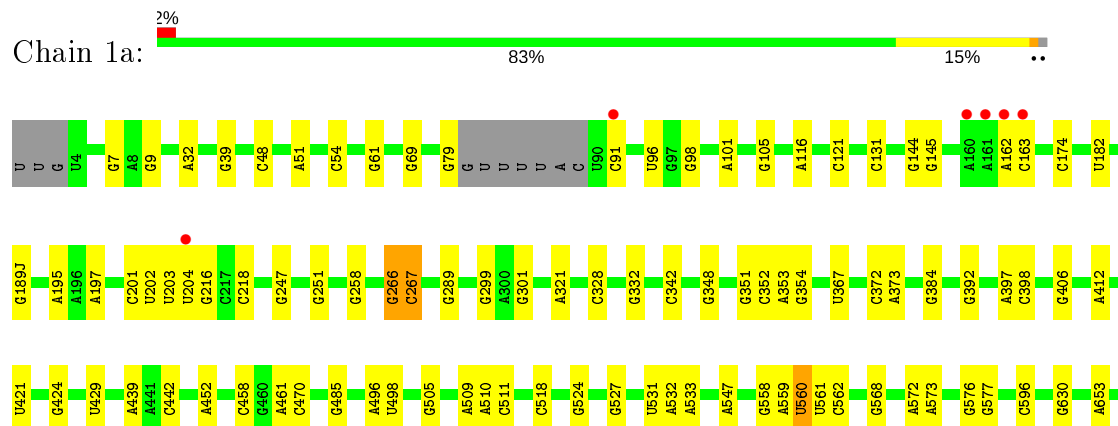 2%
Chain 1a:
83% 15% ••
U U G U4 G7 A8 G9 A32 G39 C48 A51 C54 G61 G69 G79 G U U U U A C U90 C91 U96 G97 G98 A101 G105 A116 C121 C131 G144 G145 A160 A161 A162 C163 C174 U182
G189J A195 A196 A197 C201 U202 U203 U204 G216 C217 C218 G247 G251 G258 G266 C267 G289 G299 A300 G301 A321 C328 G332 C342 G348 G351 C352 A353 G354 U367 C372 A373 G384 G392 A397 C398 G406 A412
U421 G424 U429 A439 A441 C442 A452 C458 G460 A461 C470 G485 A496 U498 G505 A509 A510 C511 C518 G524 G527 U531 A532 A533 A547 G558 A559 U560 U561 C562 G568 A572 A573 G576 G577 C596 G630 A653